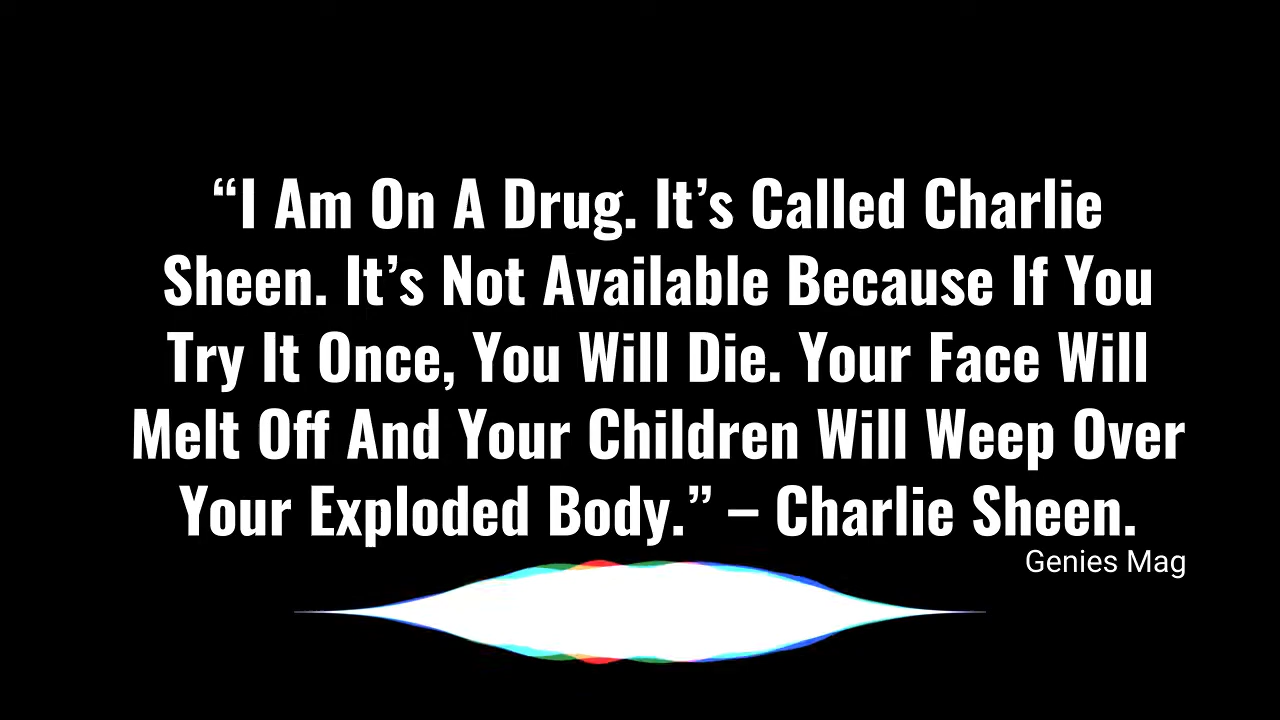 “I Am On A Drug. It’s Called Charlie
Sheen. It’s Not Available Because If You
Try It Once, You Will Die. Your Face Will
Melt Off And Your Children Will Weep Over
Your Exploded Body.” – Charlie Sheen.
Genies Mag